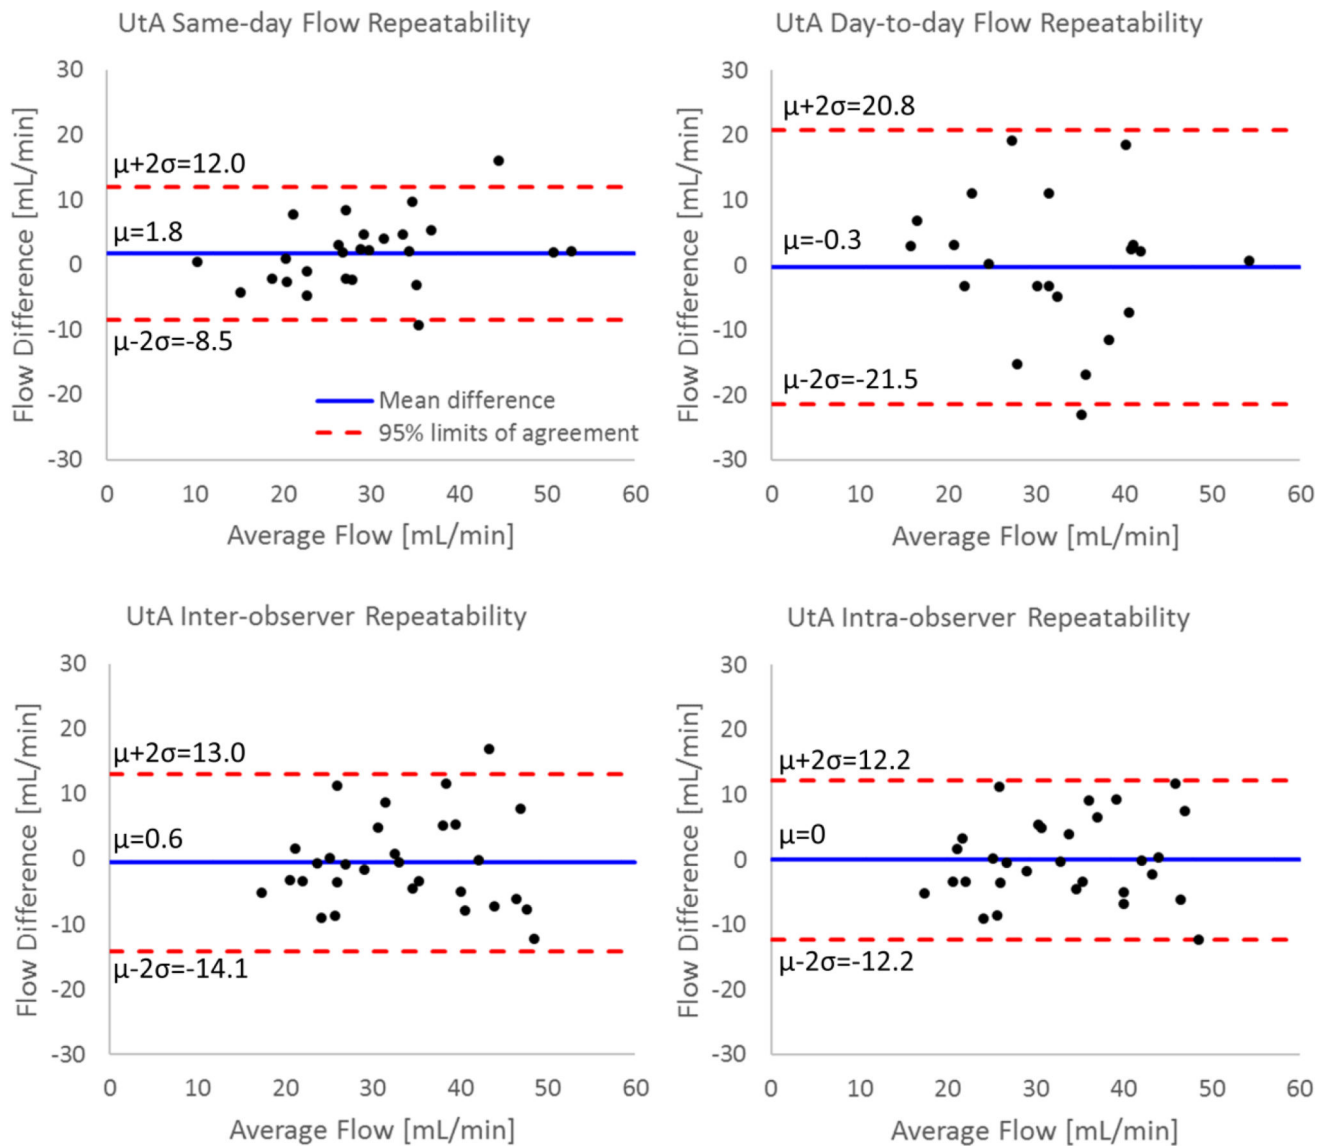 UtA Same-day Flow Repeatability
Flow Difference [mL/min]
30
20
10
0
-10
-20
-30
μ+2σ=12.0
μ=1.8
μ-2σ=-8.5
Mean difference
95% limits of agreement
0 10 20 30 40 50 60
Average Flow [mL/min]
UtA Day-to-day Flow Repeatability
Flow Difference [mL/min]
30
20
10
0
-10
-20
-30
μ+2σ=20.8
μ=-0.3
μ-2σ=-21.5
0 10 20 30 40 50 60
Average Flow [mL/min]
UtA Inter-observer Repeatability
Flow Difference [mL/min]
30
20
10
0
-10
-20
-30
μ+2σ=13.0
μ=0.6
μ-2σ=-14.1
0 10 20 30 40 50 60
Average Flow [mL/min]
UtA Intra-observer Repeatability
Flow Difference [mL/min]
30
20
10
0
-10
-20
-30
μ+2σ=12.2
μ=0
μ-2σ=-12.2
0 10 20 30 40 50 60
Average Flow [mL/min]